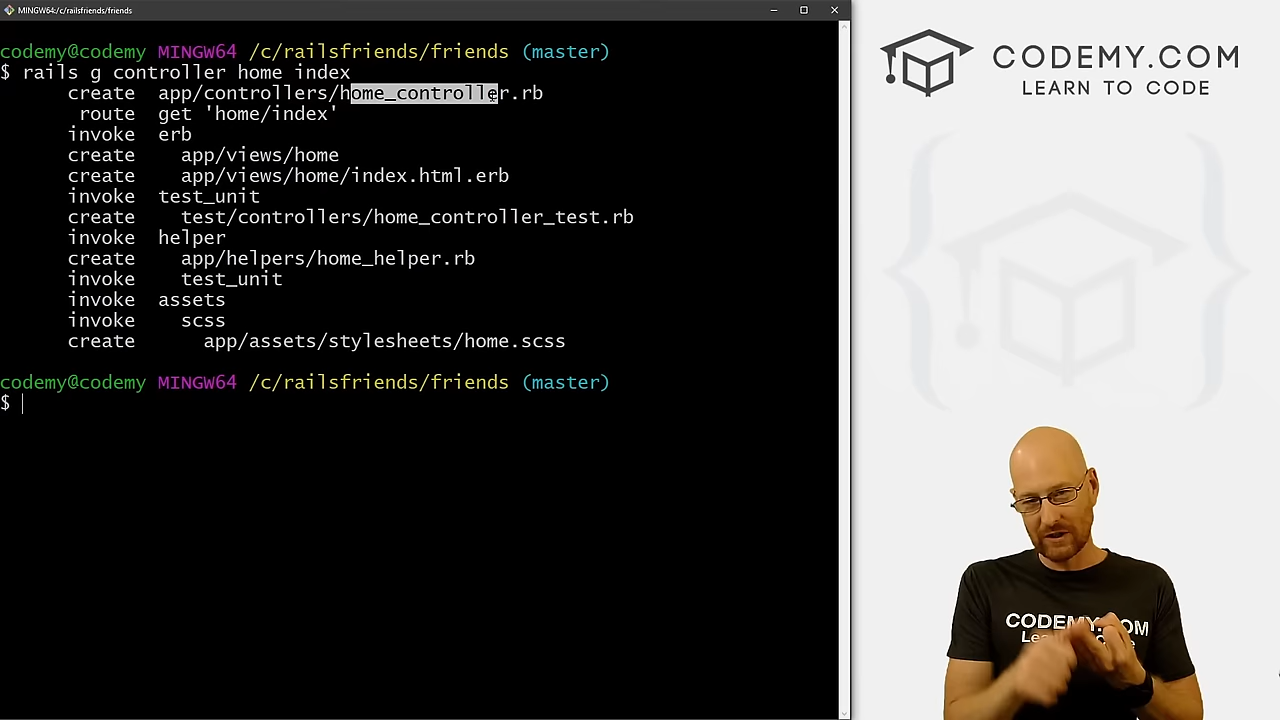 MINGW64:/c/railsfriends/friends
codemy@codemy MINGW64 /c/railsfriends/friends (master)
$ rails g controller home index
create app/controllers/home_controller.rb
route get 'home/index'
invoke erb
create app/views/home
create app/views/home/index.html.erb
invoke test_unit
create test/controllers/home_controller_test.rb
invoke helper
create app/helpers/home_helper.rb
invoke test_unit
invoke assets
invoke scss
create app/assets/stylesheets/home.scss
codemy@codemy MINGW64 /c/railsfriends/friends (master)
$
CODEMY.COM
LEARN TO CODE
CODEMY.COM